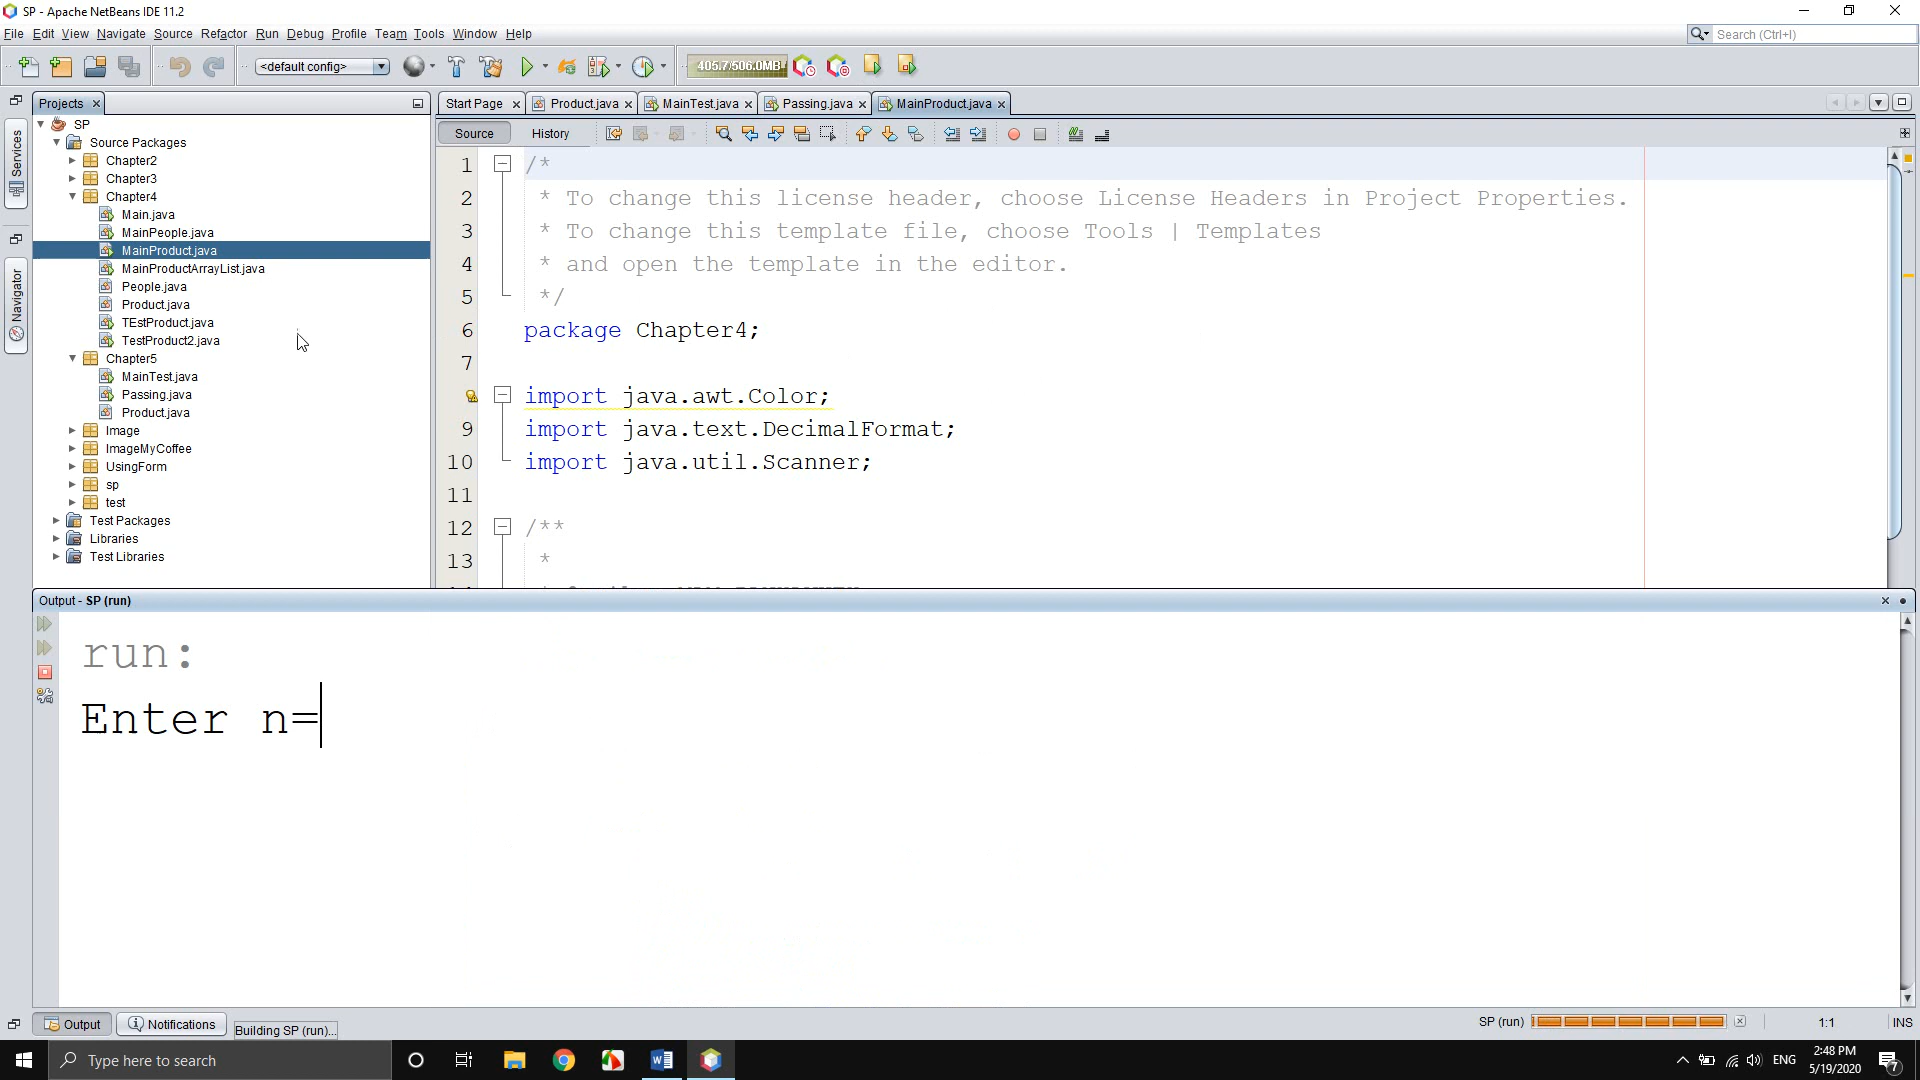 SP - Apache NetBeans IDE 11.2
File Edit View Navigate Source Refactor Run Debug Profile Team Tools Window Help
Search (Ctrl+I)
<default config>
405.7/506.0MB
Projects
Start Page
Product.java
MainTest.java
Passing.java
MainProduct.java
Source History
Services
Navigator
SP
Source Packages
Chapter2
Chapter3
Chapter4
Main.java
MainPeople.java
MainProduct.java
MainProductArrayList.java
People.java
Product.java
TEstProduct.java
TestProduct2.java
Chapter5
MainTest.java
Passing.java
Product.java
Image
ImageMyCoffee
UsingForm
sp
test
Test Packages
Libraries
Test Libraries
1 /*
2 * To change this license header, choose License Headers in Project Properties.
3 * To change this template file, choose Tools | Templates
4 * and open the template in the editor.
5 */
6 package Chapter4;
7
import java.awt.Color;
9 import java.text.DecimalFormat;
10 import java.util.Scanner;
11
12 /**
13 *
Output - SP (run)
run:
Enter n=
Output
Notifications
Building SP (run)...
SP (run)
1:1
INS
Type here to search
ENG
2:48 PM
5/19/2020
7